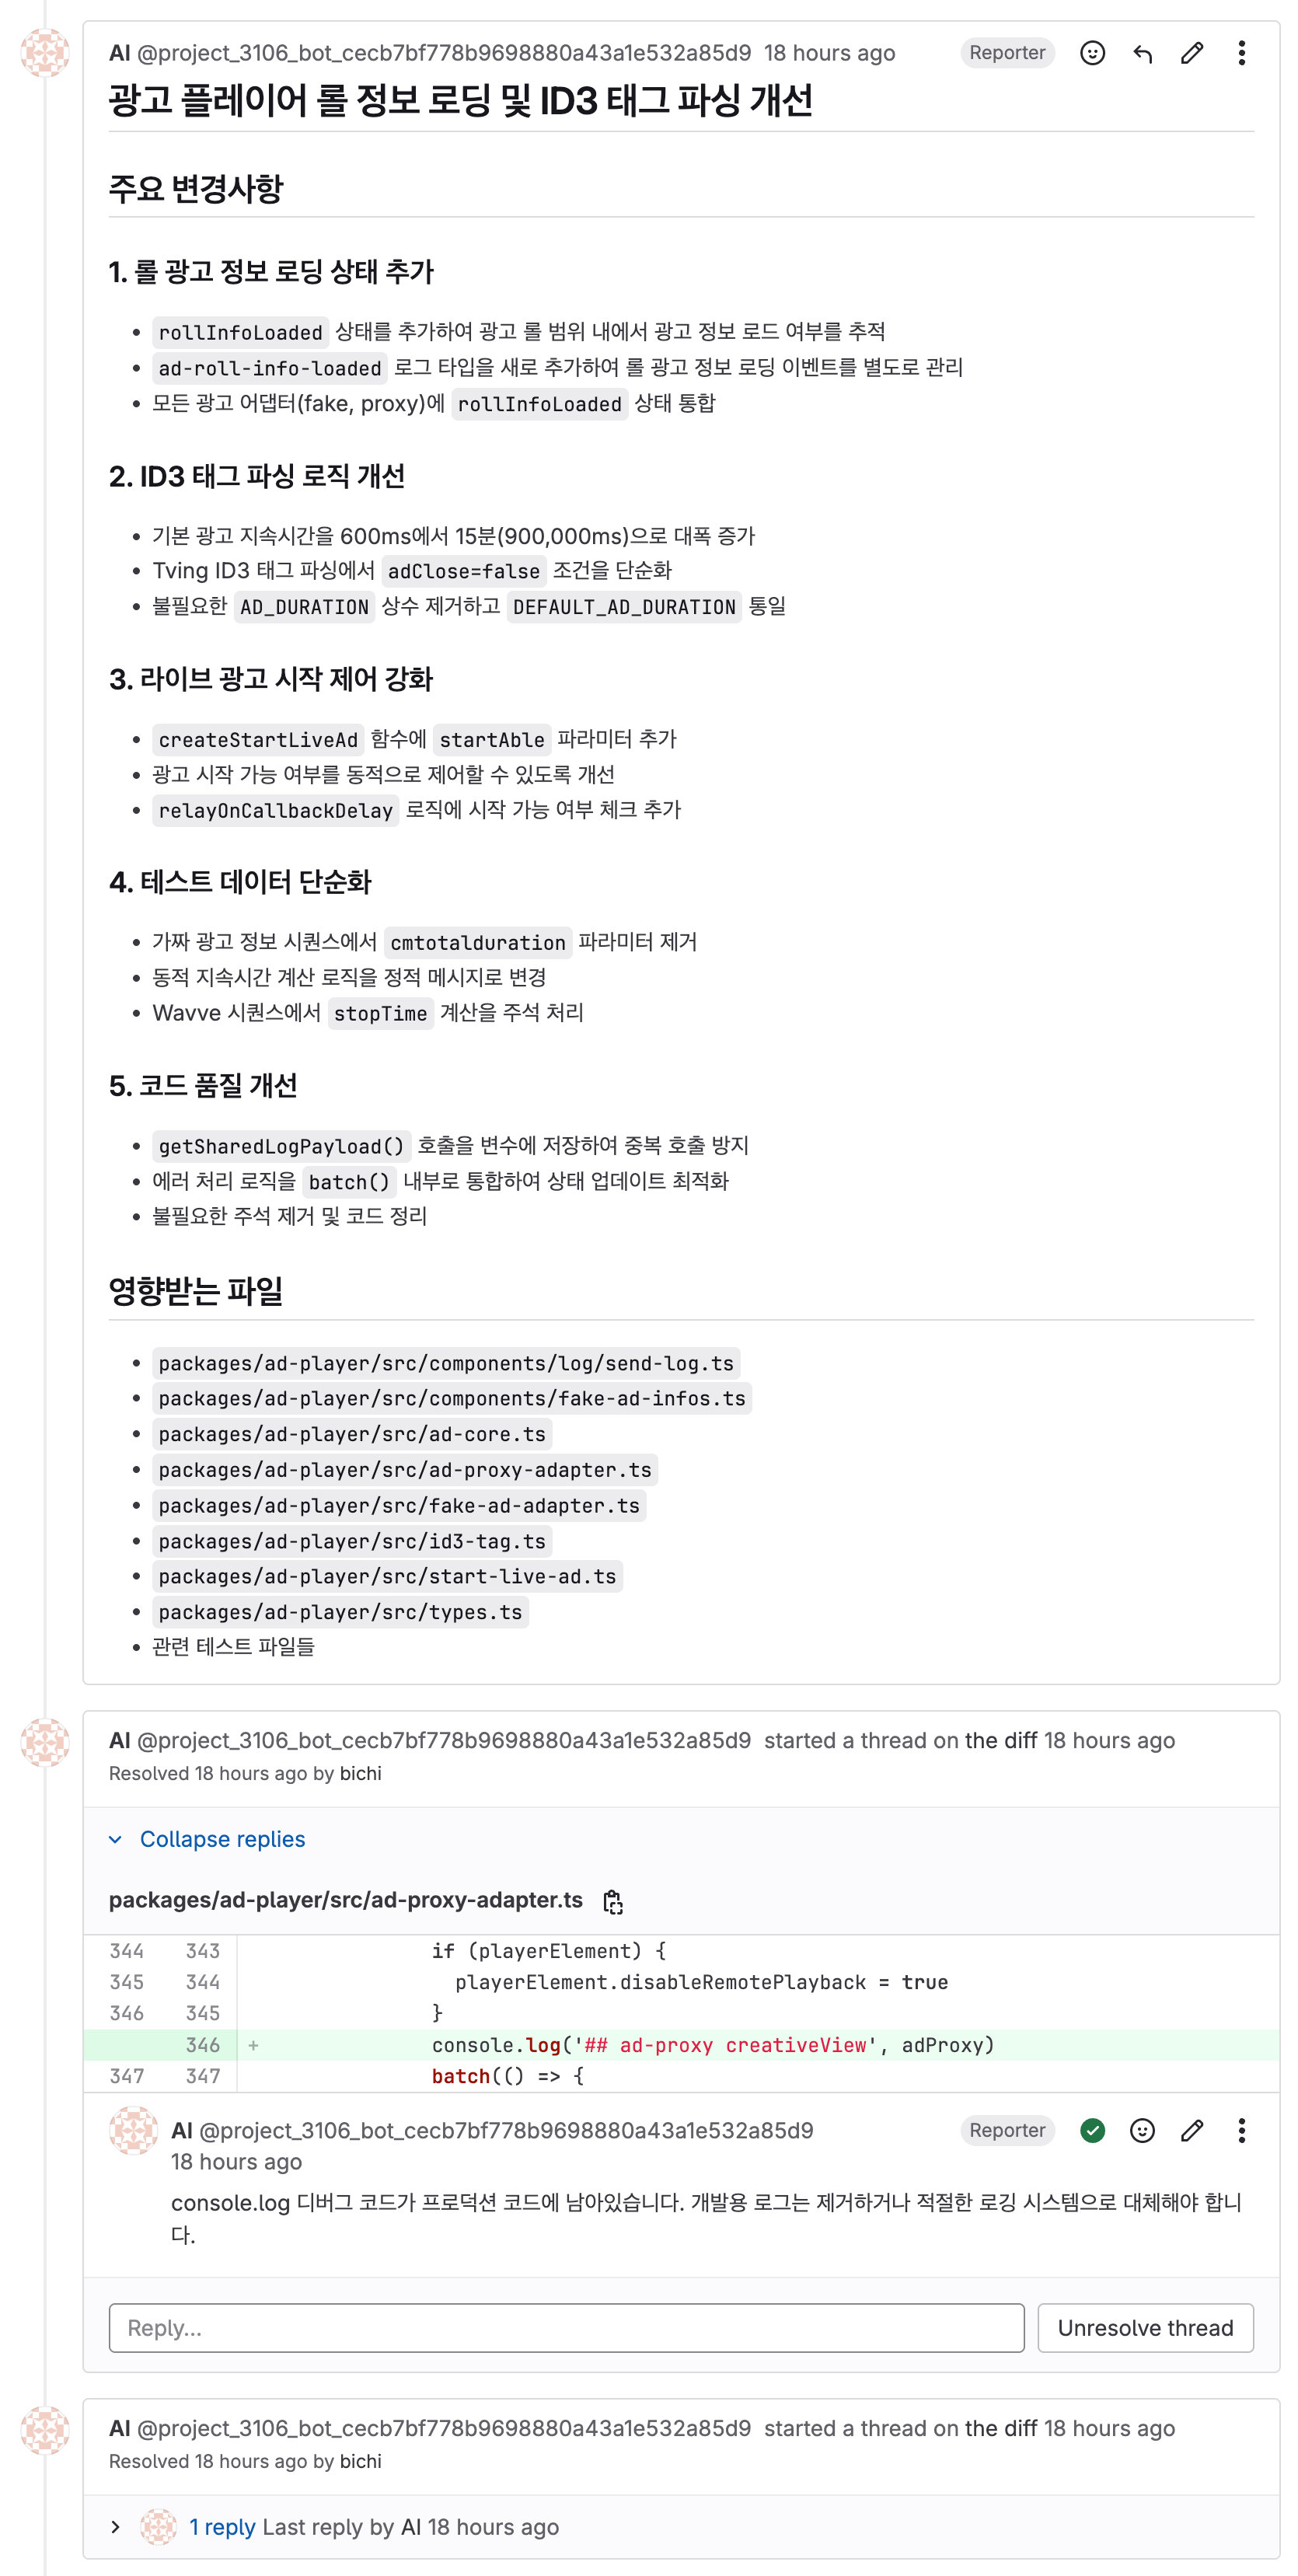 AI @project_3106_bot_cecb7bf778b9698880a43a1e532a85d9 18 hours ago Reporter
광고 플레이어 롤 정보 로딩 및 ID3 태그 파싱 개선
주요 변경사항
1. 롤 광고 정보 로딩 상태 추가
• rollInfoLoaded 상태를 추가하여 광고 롤 범위 내에서 광고 정보 로드 여부를 추적
• ad-roll-info-loaded 로그 타입을 새로 추가하여 롤 광고 정보 로딩 이벤트를 별도로 관리
• 모든 광고 어댑터(fake, proxy)에 rollInfoLoaded 상태 통합
2. ID3 태그 파싱 로직 개선
• 기본 광고 지속시간을 600ms에서 15분(900,000ms)으로 대폭 증가
• Tving ID3 태그 파싱에서 adClose=false 조건을 단순화
• 불필요한 AD_DURATION 상수 제거하고 DEFAULT_AD_DURATION 통일
3. 라이브 광고 시작 제어 강화
• createStartLiveAd 함수에 startAble 파라미터 추가
• 광고 시작 가능 여부를 동적으로 제어할 수 있도록 개선
• relayOnCallbackDelay 로직에 시작 가능 여부 체크 추가
4. 테스트 데이터 단순화
• 가짜 광고 정보 시퀀스에서 cmtotalduration 파라미터 제거
• 동적 지속시간 계산 로직을 정적 메시지로 변경
• Wavve 시퀀스에서 stopTime 계산을 주석 처리
5. 코드 품질 개선
• getSharedLogPayload() 호출을 변수에 저장하여 중복 호출 방지
• 에러 처리 로직을 batch() 내부로 통합하여 상태 업데이트 최적화
• 불필요한 주석 제거 및 코드 정리
영향받는 파일
• packages/ad-player/src/components/log/send-log.ts
• packages/ad-player/src/components/fake-ad-infos.ts
• packages/ad-player/src/ad-core.ts
• packages/ad-player/src/ad-proxy-adapter.ts
• packages/ad-player/src/fake-ad-adapter.ts
• packages/ad-player/src/id3-tag.ts
• packages/ad-player/src/start-live-ad.ts
• packages/ad-player/src/types.ts
• 관련 테스트 파일들
AI @project_3106_bot_cecb7bf778b9698880a43a1e532a85d9 started a thread on the diff 18 hours ago
Resolved 18 hours ago by bichi
Collapse replies
packages/ad-player/src/ad-proxy-adapter.ts
344 343 if (playerElement) {
345 344 playerElement.disableRemotePlayback = true
346 345 }
346 + console.log('## ad-proxy creativeView', adProxy)
347 347 batch(() => {
AI @project_3106_bot_cecb7bf778b9698880a43a1e532a85d9 Reporter
18 hours ago
console.log 디버그 코드가 프로덕션 코드에 남아있습니다. 개발용 로그는 제거하거나 적절한 로깅 시스템으로 대체해야 합니
다.
Reply... Unresolve thread
AI @project_3106_bot_cecb7bf778b9698880a43a1e532a85d9 started a thread on the diff 18 hours ago
Resolved 18 hours ago by bichi
1 reply Last reply by AI 18 hours ago